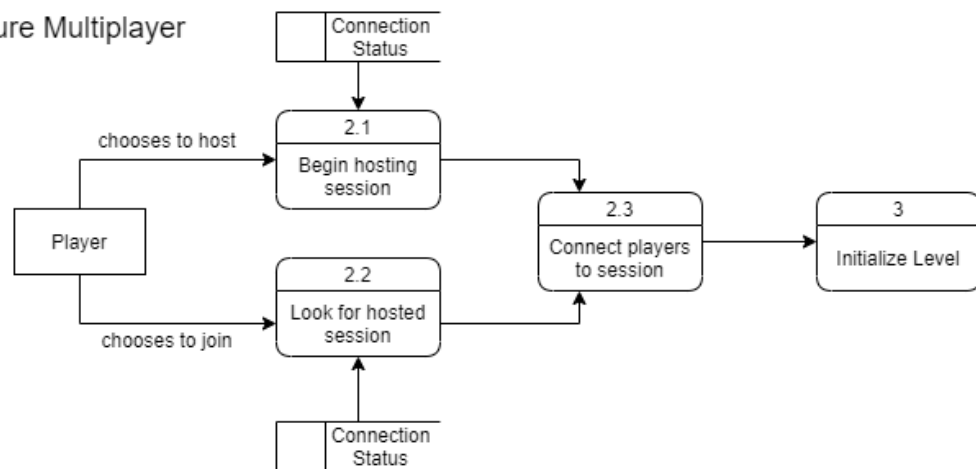 ure Multiplayer
Connection
Status
2.1
chooses to host
Begin hosting
session
2.3
3
Player
Connect players
to session
Initialize Level
2.2
Look for hosted
session
chooses to join
Connection
Status